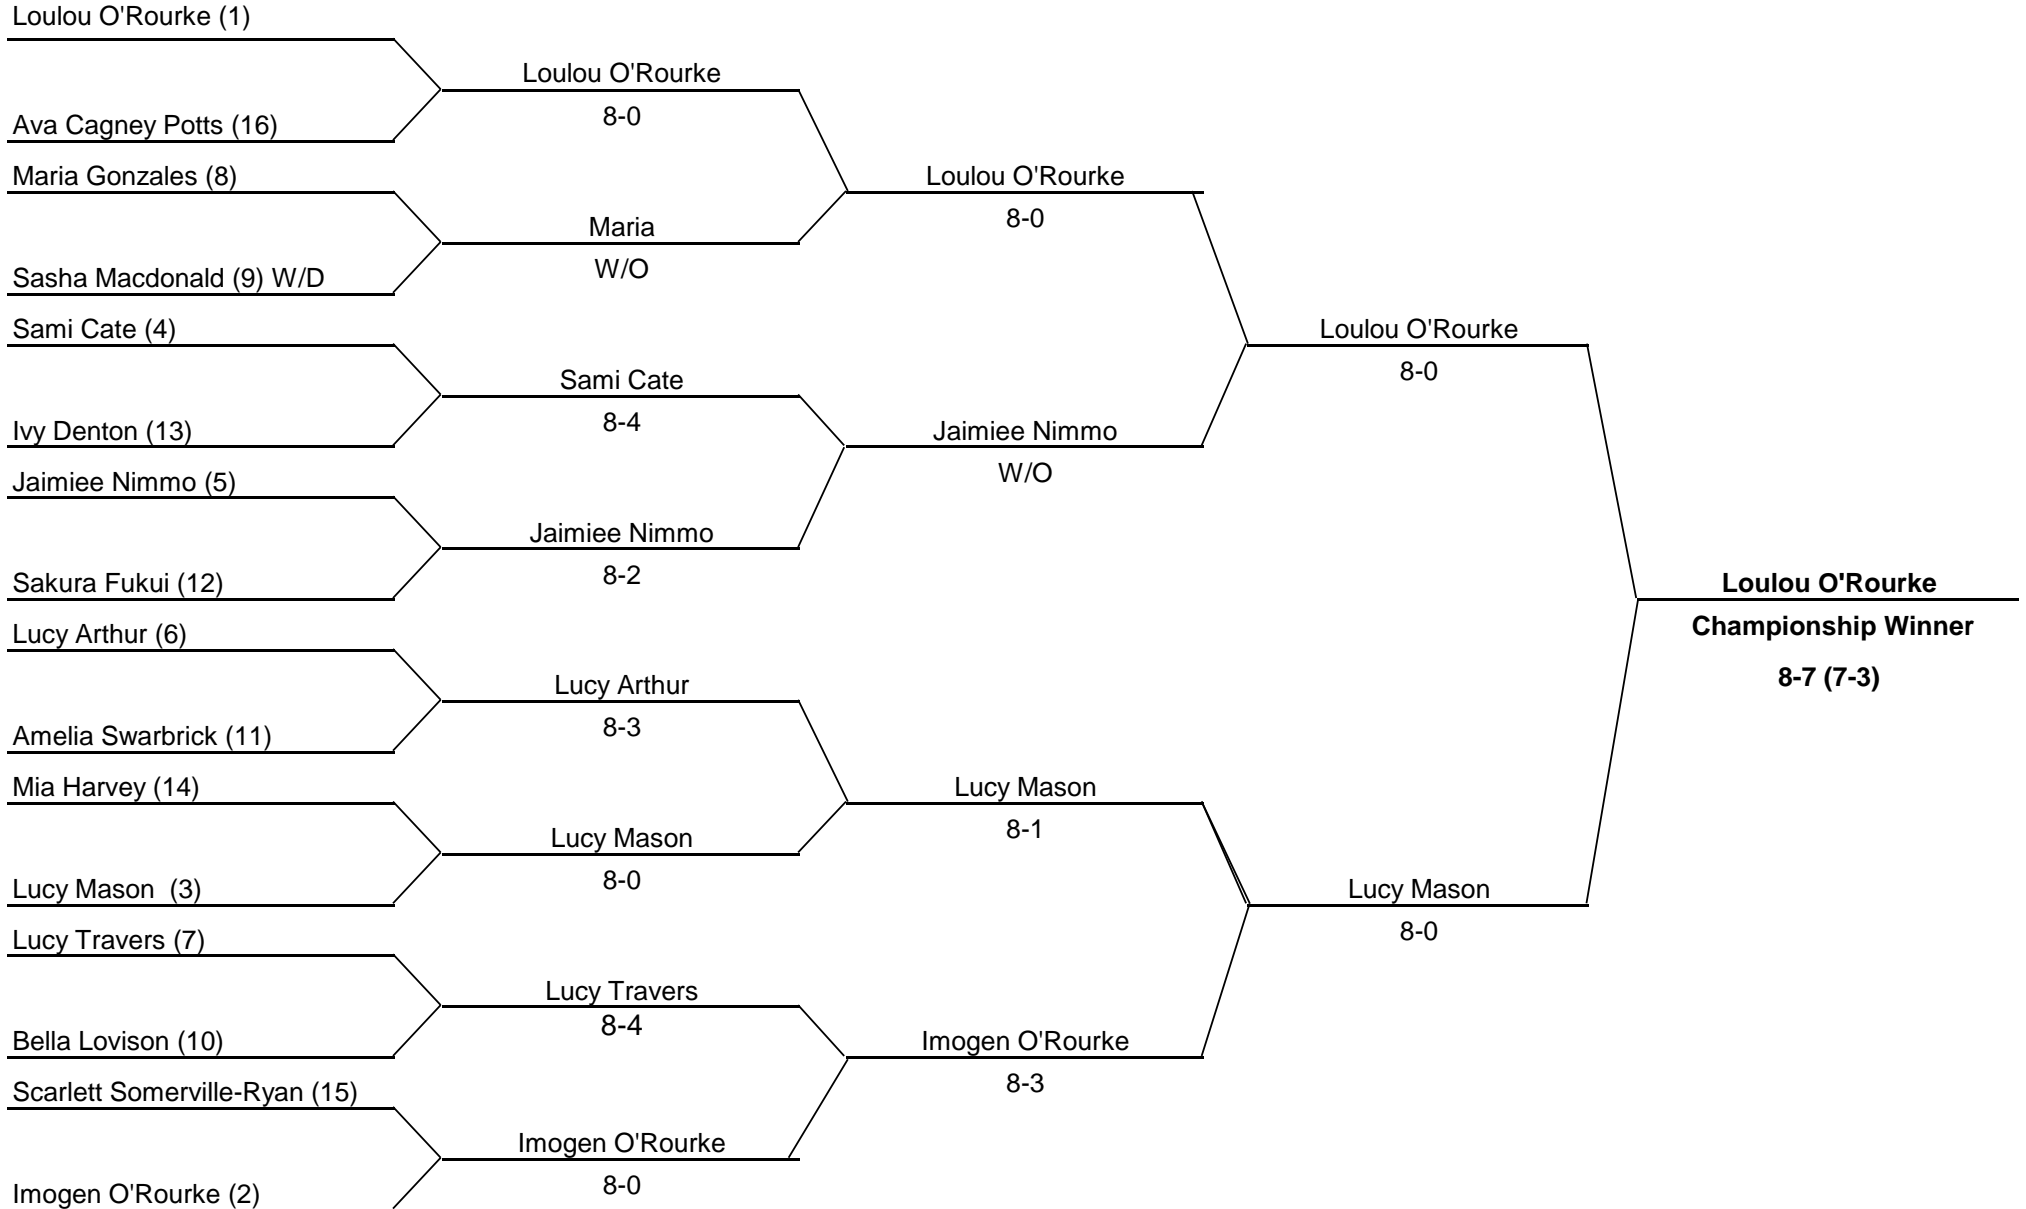 Loulou O'Rourke (1)
Loulou O'Rourke
8-0
Ava Cagney Potts (16)
Maria Gonzales (8)
Loulou O'Rourke
8-0
Maria
W/O
Sasha Macdonald (9) W/D
Sami Cate (4)
Loulou O'Rourke
8-0
Sami Cate
8-4
Ivy Denton (13)
Jaimiee Nimmo
W/O
Jaimiee Nimmo (5)
Jaimiee Nimmo
8-2
Sakura Fukui (12)
Loulou O'Rourke
Championship Winner
8-7 (7-3)
Lucy Arthur (6)
Lucy Arthur
8-3
Amelia Swarbrick (11)
Mia Harvey (14)
Lucy Mason
8-1
Lucy Mason
8-0
Lucy Mason  (3)
Lucy Mason
8-0
Lucy Travers (7)
Lucy Travers
8-4
Bella Lovison (10)
Imogen O'Rourke
8-3
Scarlett Somerville-Ryan (15)
Imogen O'Rourke
8-0
Imogen O'Rourke (2)